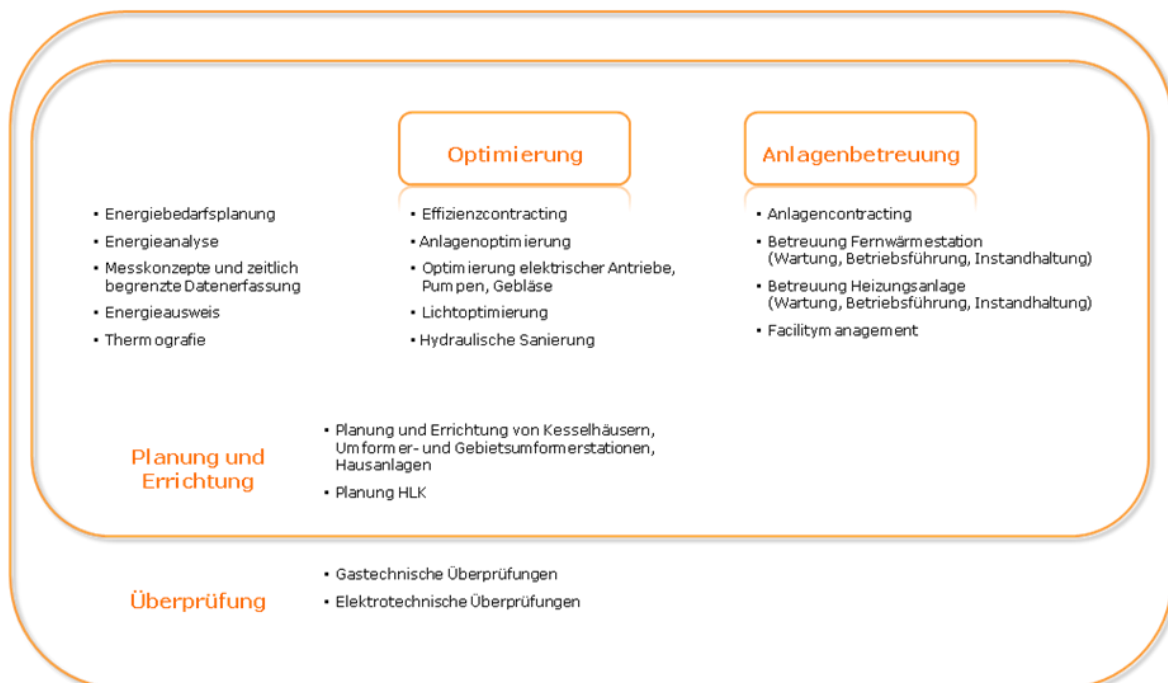 Optimierung
Anlagenbetreuung
▪ Energiebedarfsplanung
▪ Energieanalyse
▪ Messkonzepte und zeitlich
begrenzte Datenerfassung
▪ Energieausweis
▪ Thermografie
▪ Effizienzcontracting
▪ Anlagenoptimierung
▪ Optimierung elektrischer Antriebe,
Pumpen, Gebläse
▪ Lichtoptimierung
▪ Hydraulische Sanierung
▪ Anlagencontracting
▪ Betreuung Fernwärmestation
(Wartung, Betriebsführung, Instandhaltung)
▪ Betreuung Heizungsanlage
(Wartung, Betriebsführung, Instandhaltung)
▪ Facilitymanagement
Planung und
Errichtung
▪ Planung und Errichtung von Kesselhäusern,
Umformer- und Gebietsumformerstationen,
Hausanlagen
▪ Planung HLK
Überprüfung
▪ Gastechnische Überprüfungen
▪ Elektrotechnische Überprüfungen